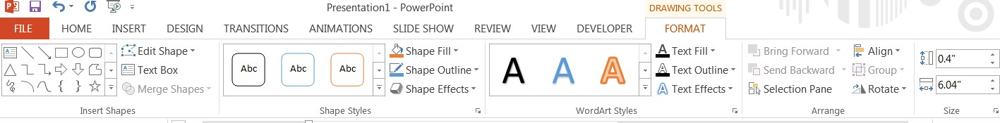 Presentation1 - PowerPoint
DRAWING TOOLS
FILE HOME INSERT DESIGN TRANSITIONS ANIMATIONS SLIDE SHOW REVIEW VIEW DEVELOPER FORMAT
Edit Shape
Text Box
Merge Shapes
Insert Shapes
Abc Abc Abc
Shape Fill
Shape Outline
Shape Effects
Shape Styles
A A A
Text Fill
Text Outline
Text Effects
WordArt Styles
Bring Forward
Send Backward
Selection Pane
Align
Group
Rotate
Arrange
0.4"
6.04"
Size